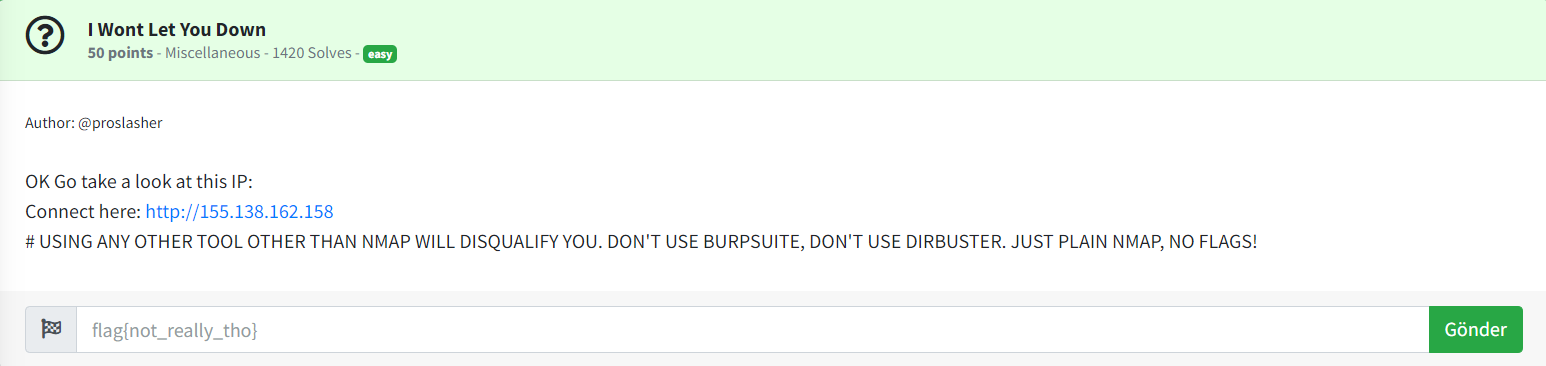 I Wont Let You Down
50 points - Miscellaneous - 1420 Solves - easy
Author: @proslasher
OK Go take a look at this IP:
Connect here: http://155.138.162.158
# USING ANY OTHER TOOL OTHER THAN NMAP WILL DISQUALIFY YOU. DON'T USE BURPSUITE, DON'T USE DIRBUSTER. JUST PLAIN NMAP, NO FLAGS!
flag{not_really_tho}
Gönder